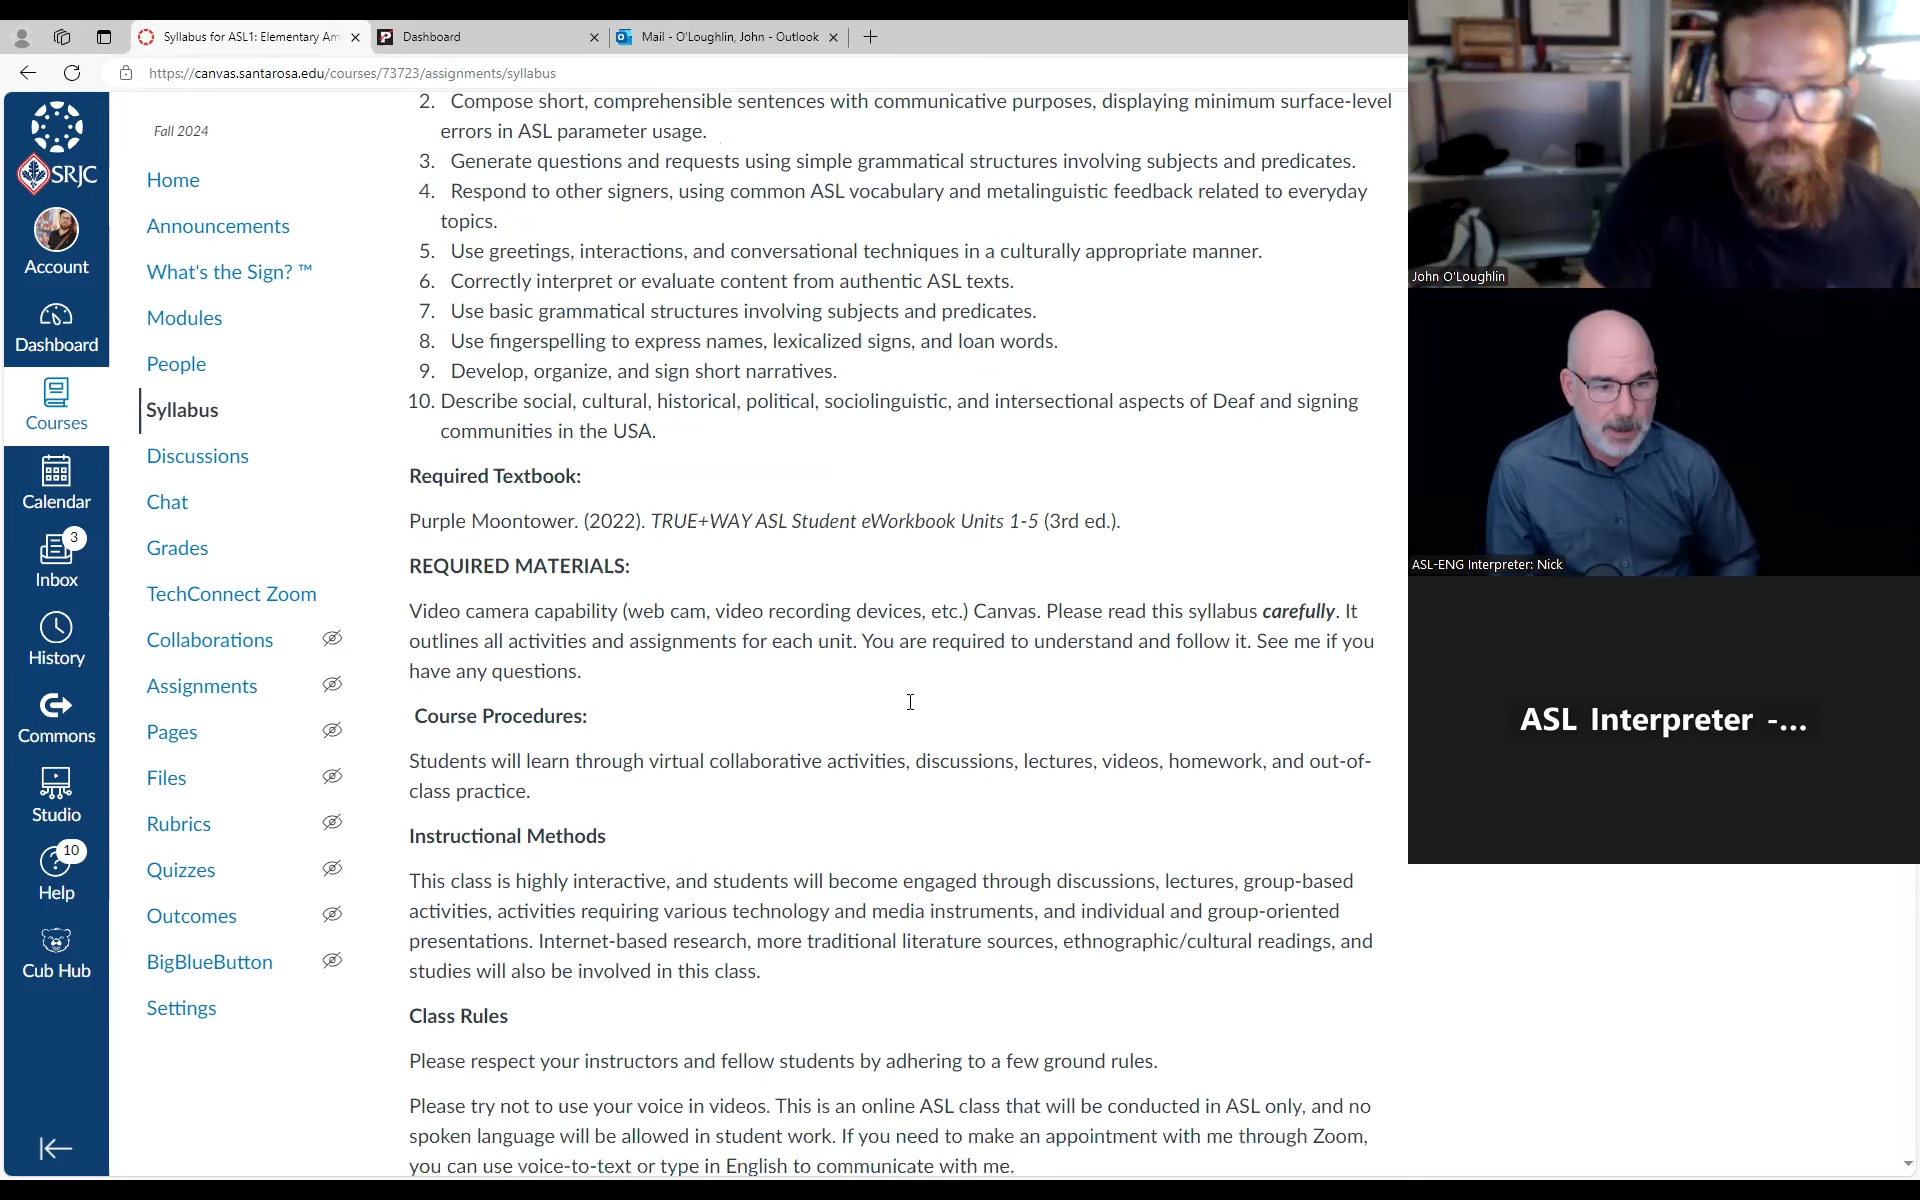 Syllabus for ASL1: Elementary Am
Dashboard
Mail - O'Loughlin, John - Outlook
https://canvas.santarosa.edu/courses/73723/assignments/syllabus
SRJC
Account
Dashboard
Courses
Calendar
3
Inbox
History
Commons
Studio
10
Help
Cub Hub
Fall 2024
Home
Announcements
What's the Sign? ™
Modules
People
Syllabus
Discussions
Chat
Grades
TechConnect Zoom
Collaborations
Assignments
Pages
Files
Rubrics
Quizzes
Outcomes
BigBlueButton
Settings
2. Compose short, comprehensible sentences with communicative purposes, displaying minimum surface-level
errors in ASL parameter usage.
3. Generate questions and requests using simple grammatical structures involving subjects and predicates.
4. Respond to other signers, using common ASL vocabulary and metalinguistic feedback related to everyday
topics.
5. Use greetings, interactions, and conversational techniques in a culturally appropriate manner.
6. Correctly interpret or evaluate content from authentic ASL texts.
7. Use basic grammatical structures involving subjects and predicates.
8. Use fingerspelling to express names, lexicalized signs, and loan words.
9. Develop, organize, and sign short narratives.
10. Describe social, cultural, historical, political, sociolinguistic, and intersectional aspects of Deaf and signing
communities in the USA.
Required Textbook:
Purple Moontower. (2022). TRUE+WAY ASL Student eWorkbook Units 1-5 (3rd ed.).
REQUIRED MATERIALS:
Video camera capability (web cam, video recording devices, etc.) Canvas. Please read this syllabus carefully. It
outlines all activities and assignments for each unit. You are required to understand and follow it. See me if you
have any questions.
Course Procedures:
Students will learn through virtual collaborative activities, discussions, lectures, videos, homework, and out-of-
class practice.
Instructional Methods
This class is highly interactive, and students will become engaged through discussions, lectures, group-based
activities, activities requiring various technology and media instruments, and individual and group-oriented
presentations. Internet-based research, more traditional literature sources, ethnographic/cultural readings, and
studies will also be involved in this class.
Class Rules
Please respect your instructors and fellow students by adhering to a few ground rules.
Please try not to use your voice in videos. This is an online ASL class that will be conducted in ASL only, and no
spoken language will be allowed in student work. If you need to make an appointment with me through Zoom,
you can use voice-to-text or type in English to communicate with me.
John O'Loughlin
ASL-ENG Interpreter: Nick
ASL Interpreter -...